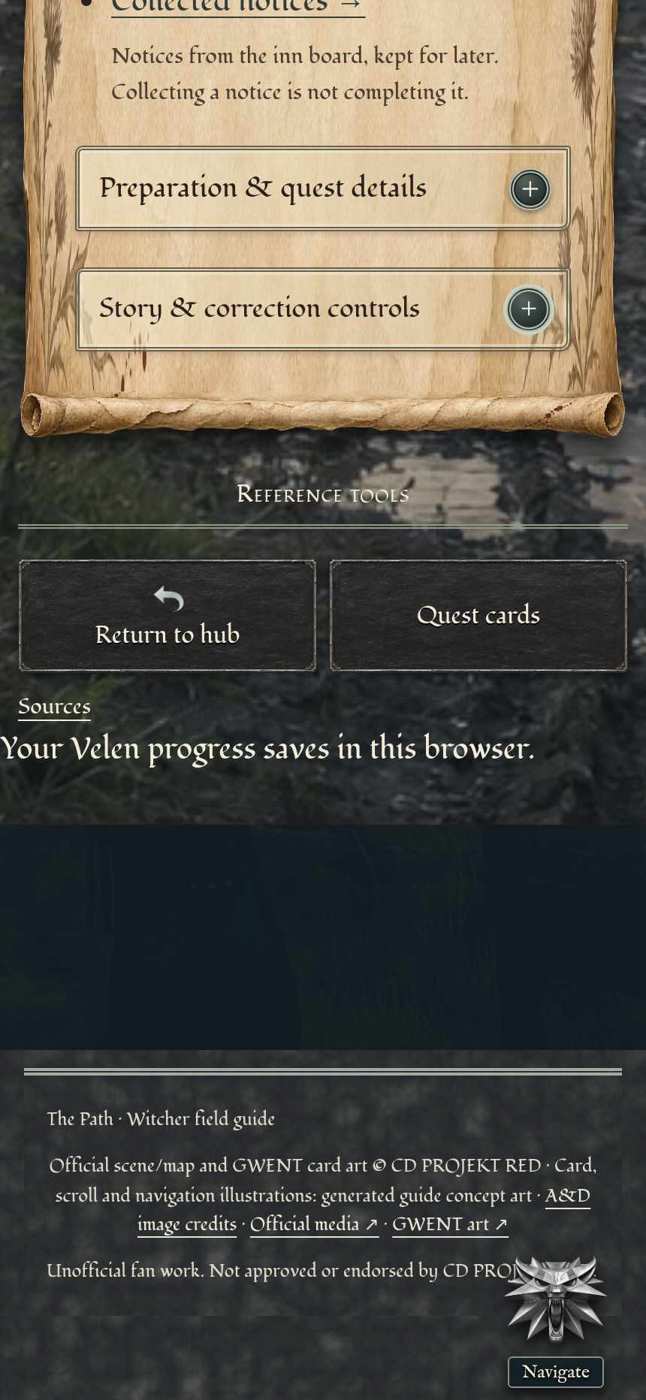 Collected notices →
Notices from the inn board, kept for later.
Collecting a notice is not completing it.
Preparation & quest details
Story & correction controls
Reference tools
Return to hub
Quest cards
Sources
Your Velen progress saves in this browser.
The Path · Witcher field guide
Official scene/map and GWENT card art © CD PROJEKT RED · Card,
scroll and navigation illustrations: generated guide concept art · A&D
image credits · Official media ↗ · GWENT art ↗
Unofficial fan work. Not approved or endorsed by CD
Navigate